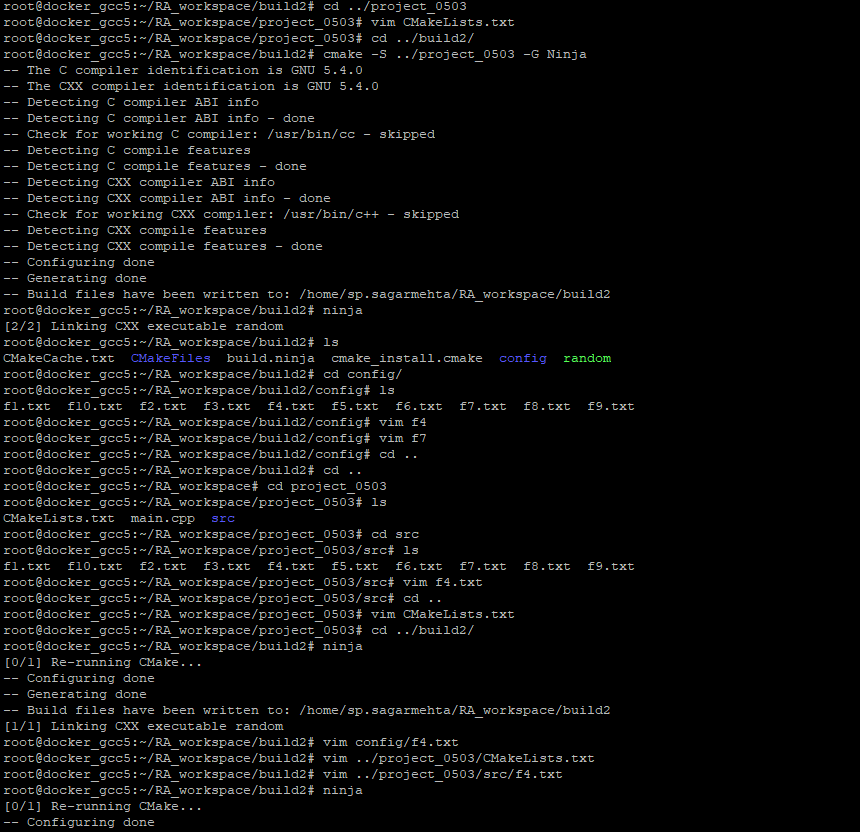 root@docker_gcc5:~/RA_workspace/build2# cd ../project_0503
root@docker_gcc5:~/RA_workspace/project_0503# vim CMakeLists.txt
root@docker_gcc5:~/RA_workspace/project_0503# cd ../build2/
root@docker_gcc5:~/RA_workspace/build2# cmake -S ../project_0503 -G Ninja
-- The C compiler identification is GNU 5.4.0
-- The CXX compiler identification is GNU 5.4.0
-- Detecting C compiler ABI info
-- Detecting C compiler ABI info - done
-- Check for working C compiler: /usr/bin/cc - skipped
-- Detecting C compile features
-- Detecting C compile features - done
-- Detecting CXX compiler ABI info
-- Detecting CXX compiler ABI info - done
-- Check for working CXX compiler: /usr/bin/c++ - skipped
-- Detecting CXX compile features
-- Detecting CXX compile features - done
-- Configuring done
-- Generating done
-- Build files have been written to: /home/sp.sagarmehta/RA_workspace/build2
root@docker_gcc5:~/RA_workspace/build2# ninja
[2/2] Linking CXX executable random
root@docker_gcc5:~/RA_workspace/build2# ls
CMakeCache.txt  CMakeFiles  build.ninja  cmake_install.cmake  config  random
root@docker_gcc5:~/RA_workspace/build2# cd config/
root@docker_gcc5:~/RA_workspace/build2/config# ls
f1.txt  f10.txt  f2.txt  f3.txt  f4.txt  f5.txt  f6.txt  f7.txt  f8.txt  f9.txt
root@docker_gcc5:~/RA_workspace/build2/config# vim f4
root@docker_gcc5:~/RA_workspace/build2/config# vim f7
root@docker_gcc5:~/RA_workspace/build2/config# cd ..
root@docker_gcc5:~/RA_workspace/build2# cd ..
root@docker_gcc5:~/RA_workspace# cd project_0503
root@docker_gcc5:~/RA_workspace/project_0503# ls
CMakeLists.txt  main.cpp  src
root@docker_gcc5:~/RA_workspace/project_0503# cd src
root@docker_gcc5:~/RA_workspace/project_0503/src# ls
f1.txt  f10.txt  f2.txt  f3.txt  f4.txt  f5.txt  f6.txt  f7.txt  f8.txt  f9.txt
root@docker_gcc5:~/RA_workspace/project_0503/src# vim f4.txt
root@docker_gcc5:~/RA_workspace/project_0503/src# cd ..
root@docker_gcc5:~/RA_workspace/project_0503# vim CMakeLists.txt
root@docker_gcc5:~/RA_workspace/project_0503# cd ../build2/
root@docker_gcc5:~/RA_workspace/build2# ninja
[0/1] Re-running CMake...
-- Configuring done
-- Generating done
-- Build files have been written to: /home/sp.sagarmehta/RA_workspace/build2
[1/1] Linking CXX executable random
root@docker_gcc5:~/RA_workspace/build2# vim config/f4.txt
root@docker_gcc5:~/RA_workspace/build2# vim ../project_0503/CMakeLists.txt
root@docker_gcc5:~/RA_workspace/build2# vim ../project_0503/src/f4.txt
root@docker_gcc5:~/RA_workspace/build2# ninja
[0/1] Re-running CMake...
-- Configuring done